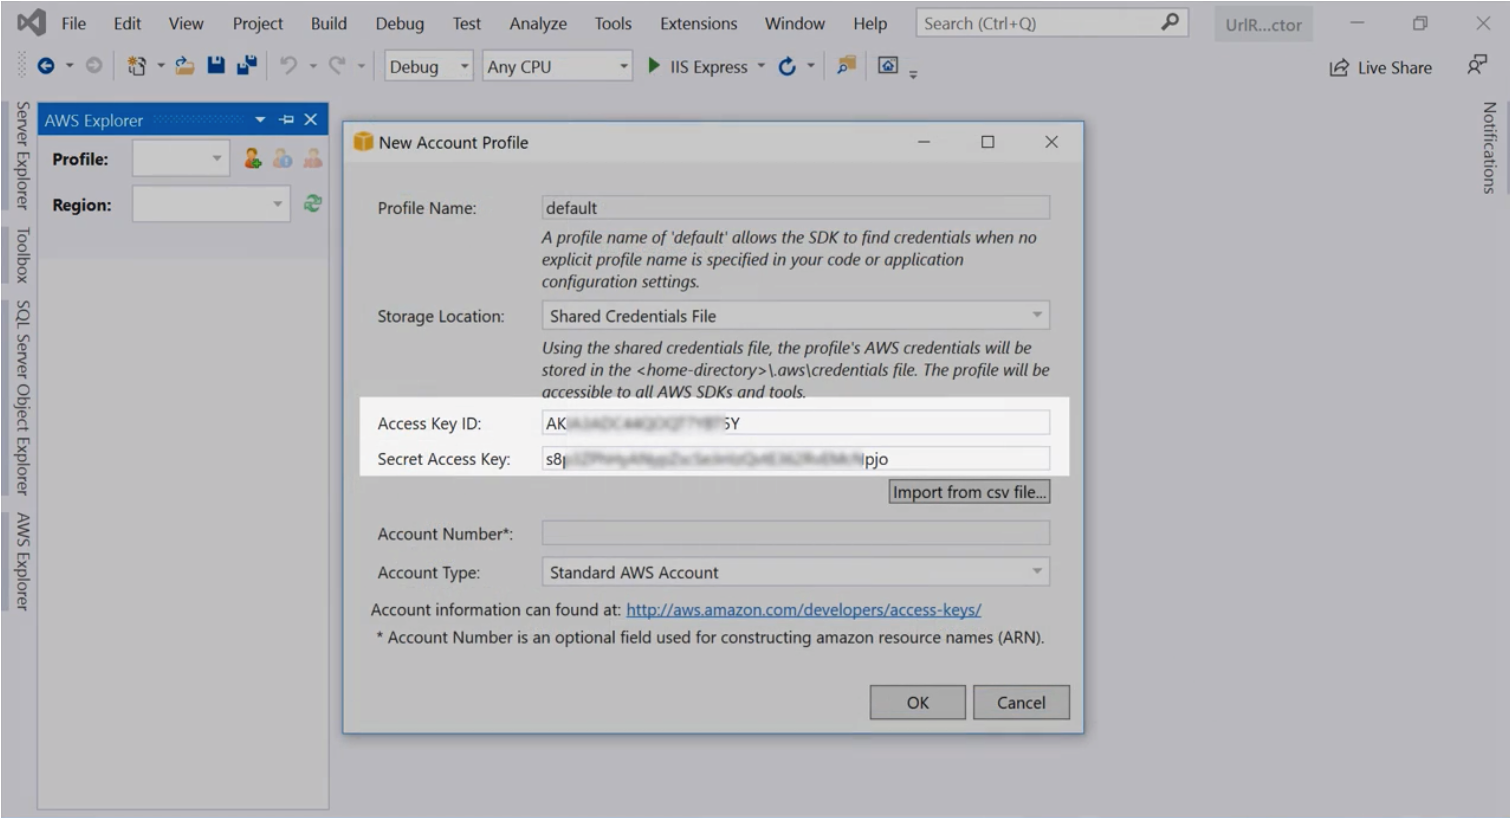 File Edit View Project Build Debug Test Analyze Tools Extensions Window Help Search (Ctrl+Q) UrlR...ctor
Debug Any CPU IIS Express Live Share
Server Explorer
Toolbox
SQL Server Object Explorer
AWS Explorer
AWS Explorer
Profile:
Region:
New Account Profile
Profile Name: default
A profile name of 'default' allows the SDK to find credentials when no
explicit profile name is specified in your code or application
configuration settings.
Storage Location: Shared Credentials File
Using the shared credentials file, the profile's AWS credentials will be
stored in the <home-directory>\.aws\credentials file. The profile will be
accessible to all AWS SDKs and tools.
Access Key ID:
Secret Access Key:
Import from csv file...
Account Number*:
Account Type: Standard AWS Account
Account information can found at: http://aws.amazon.com/developers/access-keys/
* Account Number is an optional field used for constructing amazon resource names (ARN).
OK Cancel
Notifications